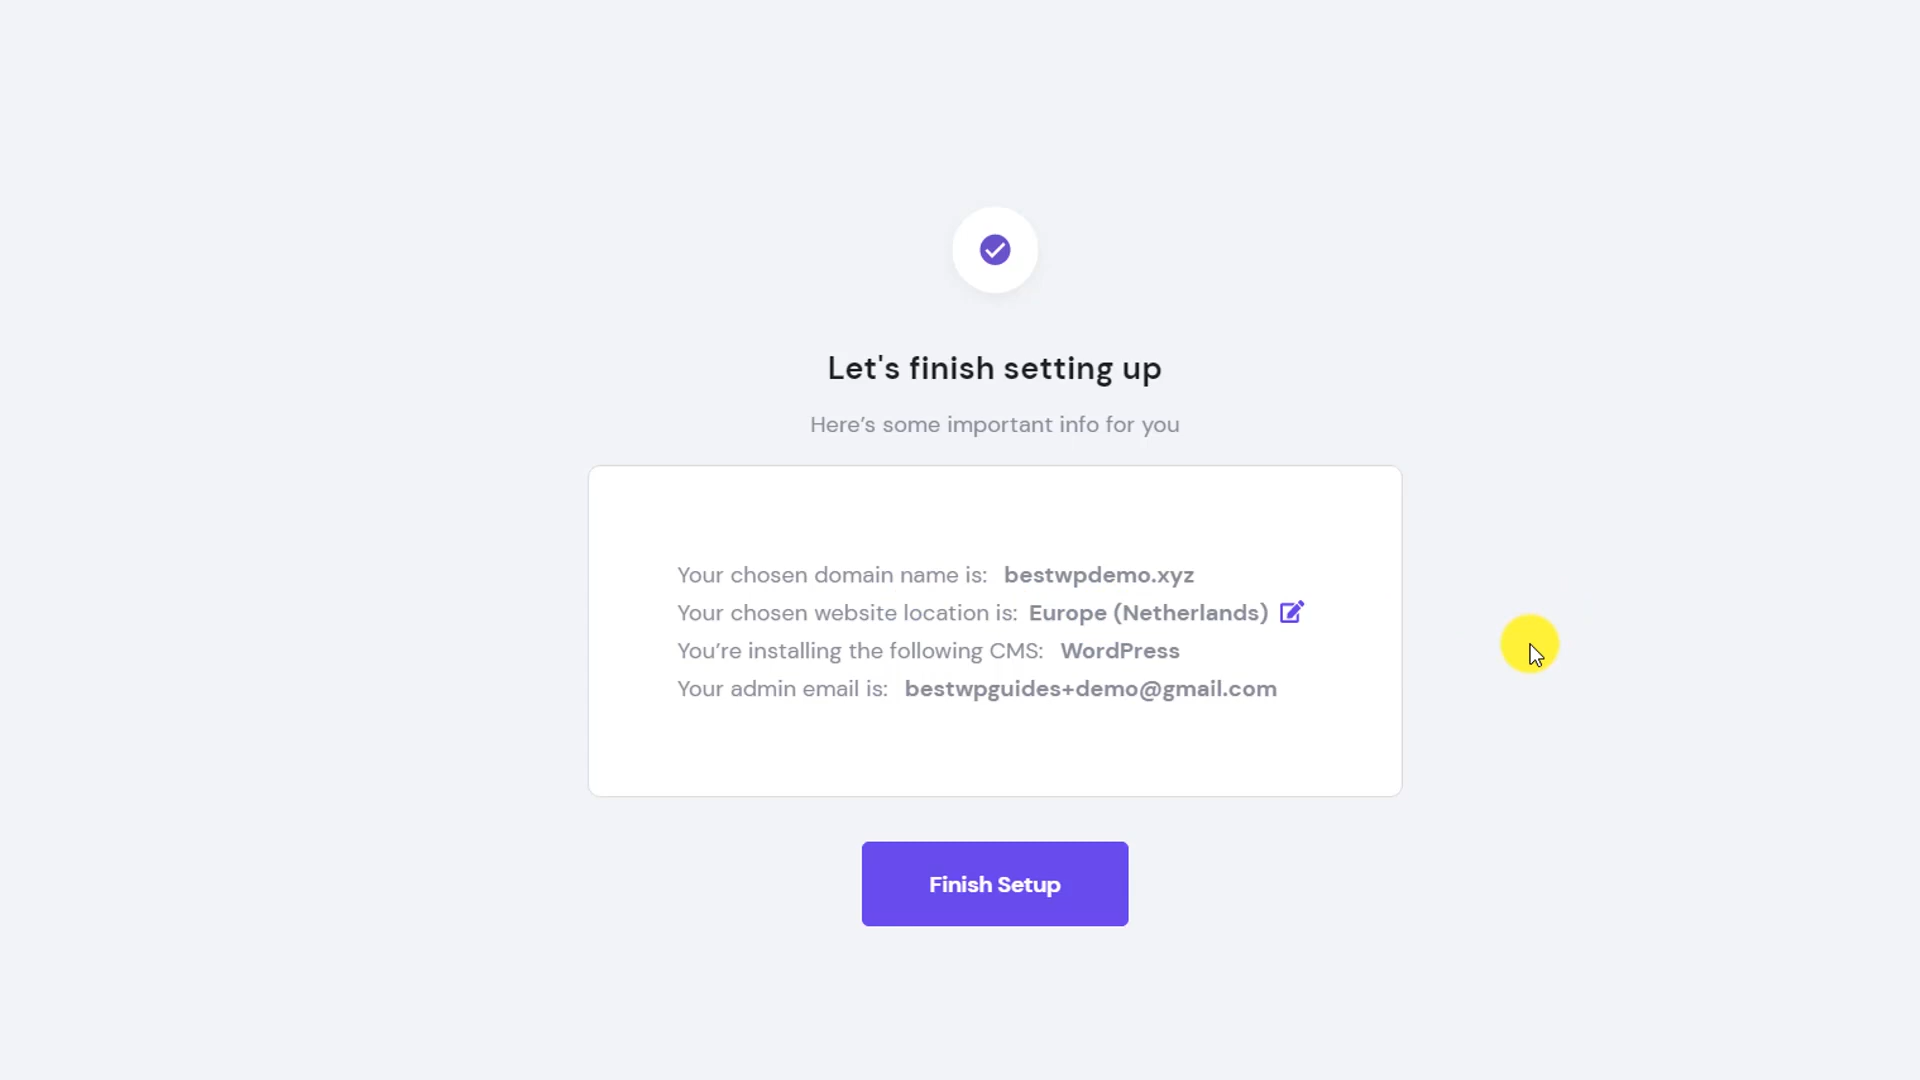 Let's finish setting up
Here’s some important info for you
Your chosen domain name is: bestwpdemo.xyz
Your chosen website location is: Europe (Netherlands)
You’re installing the following CMS: WordPress
Your admin email is: bestwpguides+demo@gmail.com
Finish Setup